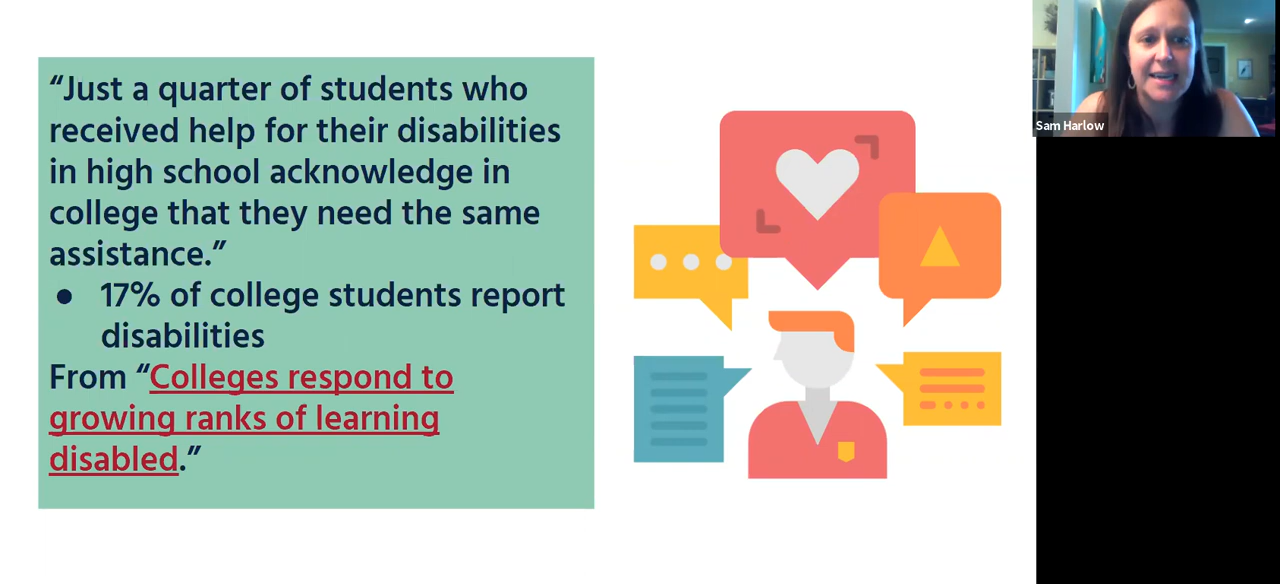 “Just a quarter of students who
received help for their disabilities
in high school acknowledge in
college that they need the same
assistance.”
● 17% of college students report
disabilities
From “Colleges respond to
growing ranks of learning
disabled.”
Sam Harlow